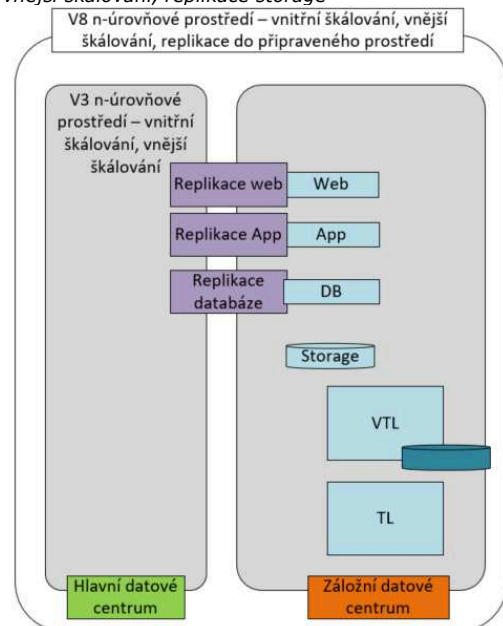 vnější škálování, replikace storage
V8 n-úrovňové prostředí – vnitřní škálování, vnější
škálování, replikace do připraveného prostředí
V3 n-úrovňové
prostředí – vnitřní
škálování, vnější
škálování
Replikace web
Web
Replikace App
App
Replikace
databáze
DB
Storage
VTL
TL
Hlavní datové
centrum
Záložní datové
centrum